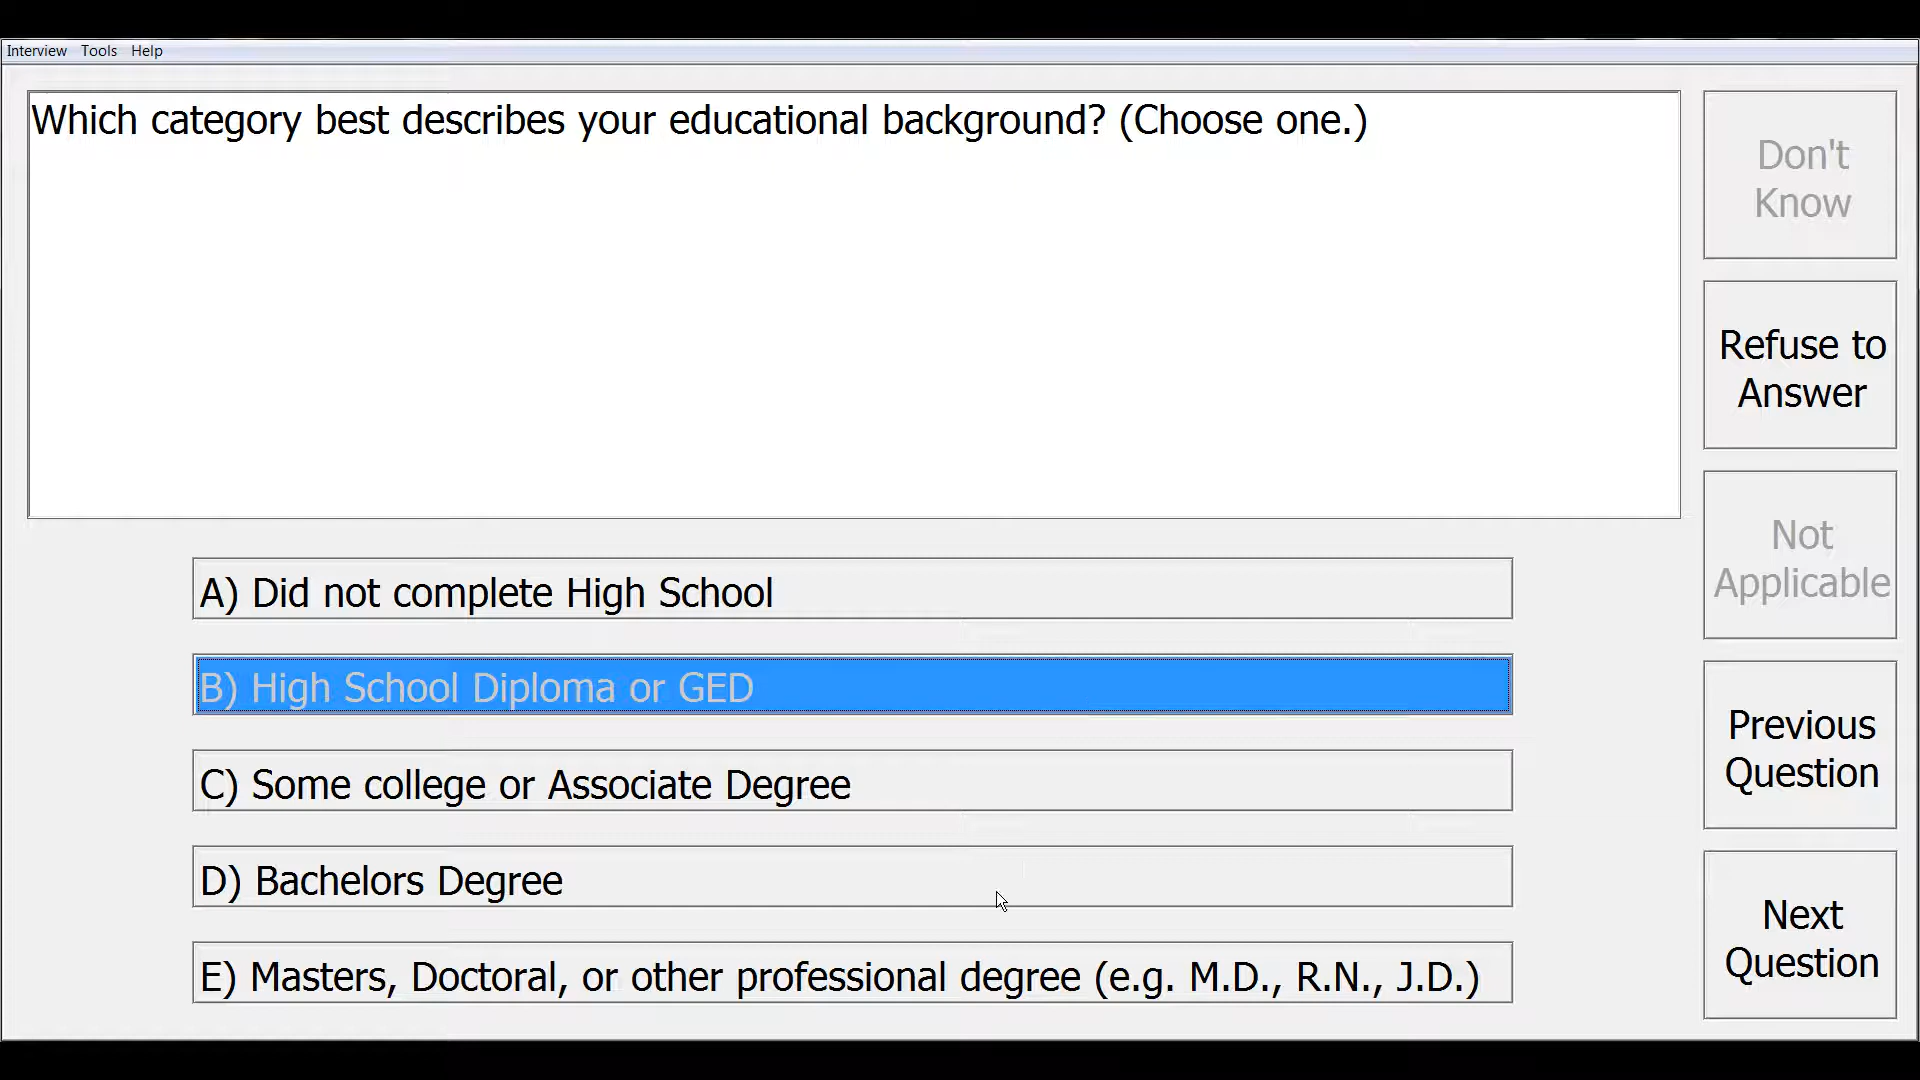 Interview Tools Help
Which category best describes your educational background? (Choose one.)
Don't
Know
Refuse to
Answer
Not
Applicable
Previous
Question
Next
Question
A) Did not complete High School
B) High School Diploma or GED
C) Some college or Associate Degree
D) Bachelors Degree
E) Masters, Doctoral, or other professional degree (e.g. M.D., R.N., J.D.)